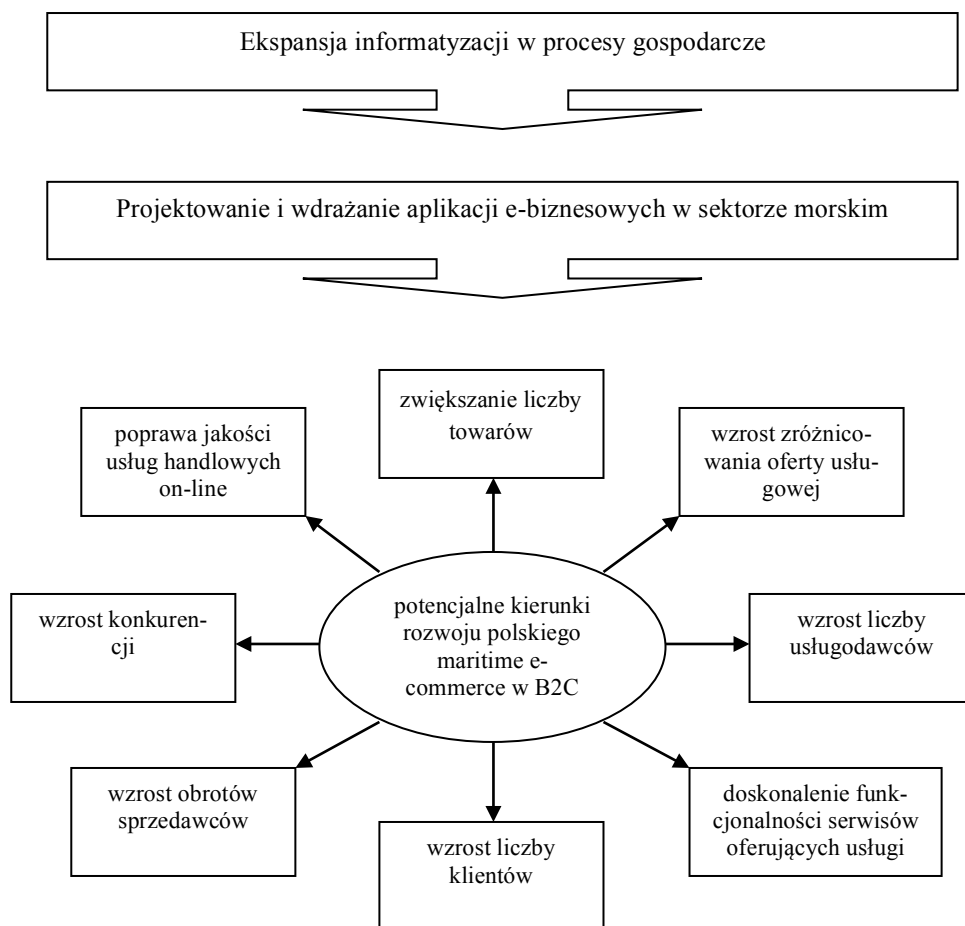 Ekspansja informatyzacji w procesy gospodarcze
Projektowanie i wdrażanie aplikacji e-biznesowych w sektorze morskim
zwiększanie liczby
towarów
poprawa jakości
usług handlowych
on-line
wzrost zróżnico-
wania oferty usłu-
gowej
wzrost konkuren-
cji
potencjalne kierunki
rozwoju polskiego
maritime e-
commerce w B2C
wzrost liczby
usługodawców
wzrost obrotów
sprzedawców
wzrost liczby
klientów
doskonalenie funk-
cjonalności serwisów
oferujących usługi